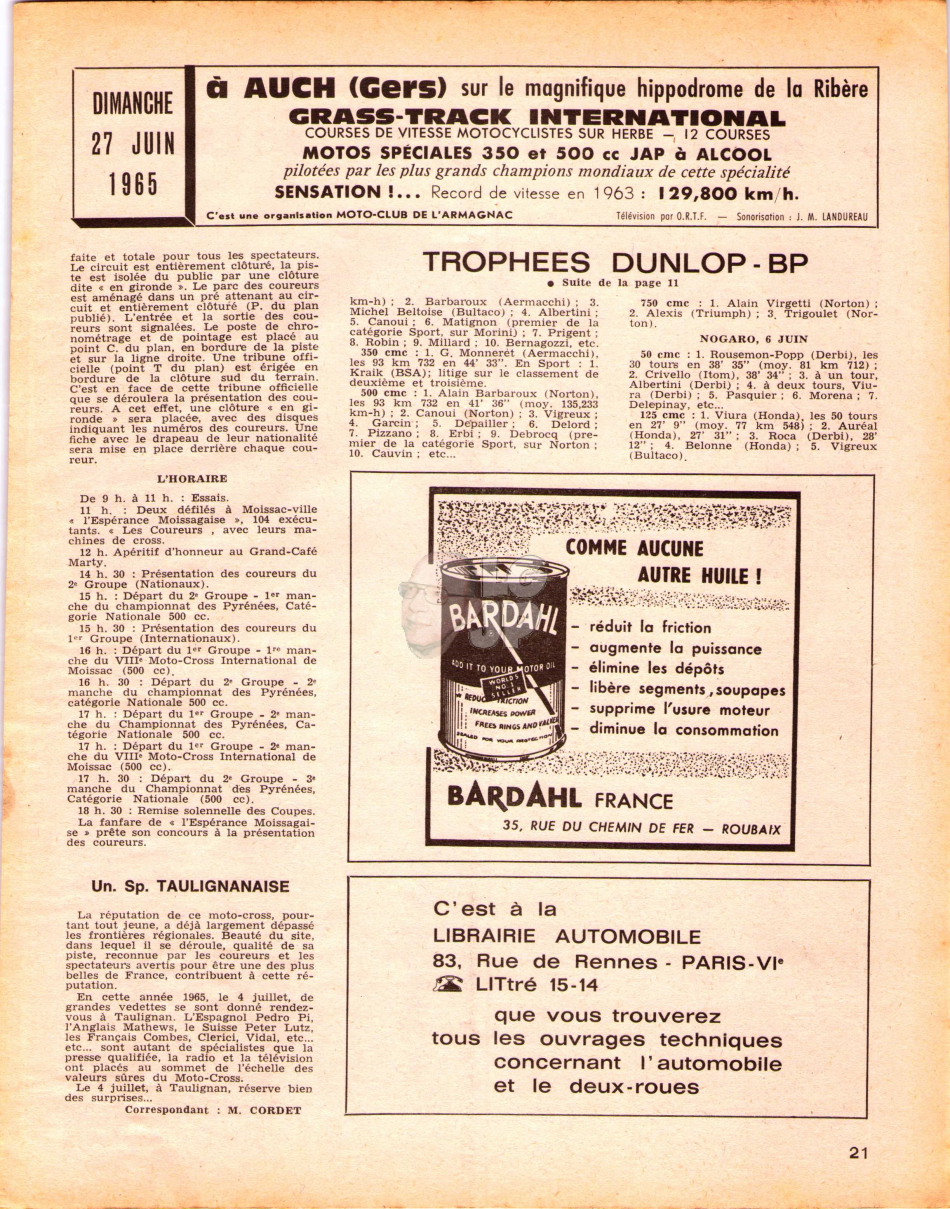 DIMANCHE
27 JUIN
1965
à AUCH (Gers) sur le magnifique hippodrome de la Ribère
GRASS-TRACK INTERNATIONAL
COURSES DE VITESSE MOTOCYCLISTES SUR HERBE — 12 COURSES
MOTOS SPÉCIALES 350 et 500 cc JAP à ALCOOL
pilotées par les plus grands champions mondiaux de cette spécialité
SENSATION !... Record de vitesse en 1963 : 129,800 km/h.
C'est une organisation MOTO-CLUB DE L'ARMAGNAC Télévision par O.R.T.F. — Sonorisation : J. M. LANDUREAU
faite et totale pour tous les spectateurs.
Le circuit est entièrement clôturé, la pis-
te est isolée du public par une clôture
dite « en gironde ». Le parc des coureurs
est aménagé dans un pré attenant au cir-
cuit et entièrement clôturé (P. du plan
publié). L'entrée et la sortie des cou-
reurs sont signalées. Le poste de chro-
nométrage et de pointage est placé au
point C. du plan, en bordure de la piste
et sur la ligne droite. Une tribune offi-
cielle (point T du plan) est érigée en
bordure de la clôture sud du terrain.
C'est en face de cette tribune officielle
que se déroulera la présentation des cou-
reurs. A cet effet, une clôture « en gi-
ronde » sera placée, avec des disques
indiquant les numéros des coureurs. Une
fiche avec le drapeau de leur nationalité
sera mise en place derrière chaque cou-
reur.
L'HORAIRE
De 9 h. à 11 h. : Essais.
11 h. : Deux défilés à Moissac-ville
« l'Espérance Moissagaise », 104 exécu-
tants. « Les Coureurs , avec leurs ma-
chines de cross.
12 h. Apéritif d'honneur au Grand-Café
Marty.
14 h. 30 : Présentation des coureurs du
2e Groupe (Nationaux).
15 h. : Départ du 2e Groupe - 1er man-
che du championnat des Pyrénées, Caté-
gorie Nationale 500 cc.
15 h. 30 : Présentation des coureurs du
1er Groupe (Internationaux).
16 h. : Départ du 1er Groupe - 1re man-
che du VIIIe Moto-Cross International de
Moissac (500 cc).
16 h. 30 : Départ du 2e Groupe - 2e
manche du championnat des Pyrénées,
catégorie Nationale 500 cc.
17 h. : Départ du 1er Groupe - 2e man-
che du Championnat des Pyrénées, Ca-
tégorie Nationale 500 cc.
17 h. : Départ du 1er Groupe - 2e man-
che du VIIIe Moto-Cross International de
Moissac (500 cc).
17 h. 30 : Départ du 2e Groupe - 3e
manche du Championnat des Pyrénées,
Catégorie Nationale (500 cc).
18 h. 30 : Remise solennelle des Coupes.
La fanfare de « l'Espérance Moissagai-
se » prête son concours à la présentation
des coureurs.
Un. Sp. TAULIGNANAISE
La réputation de ce moto-cross, pour-
tant tout jeune, a déjà largement dépassé
les frontières régionales. Beauté du site,
dans lequel il se déroule, qualité de sa
piste, reconnue par les coureurs et les
spectateurs avertis pour être une des plus
belles de France, contribuent à cette ré-
putation.
En cette année 1965, le 4 juillet, de
grandes vedettes se sont donné rendez-
vous à Taulignan. L'Espagnol Pedro Pi,
l'Anglais Mathews, le Suisse Peter Lutz,
les Français Combes, Clerici, Vidal, etc...
etc... sont autant de spécialistes que la
presse qualifiée, la radio et la télévision
ont placés au sommet de l'échelle des
valeurs sûres du Moto-Cross.
Le 4 juillet, à Taulignan, réserve bien
des surprises...
Correspondant : M. CORDET
TROPHEES DUNLOP - BP
● Suite de la page 11
km-h) ; 2. Barbaroux (Aermacchi) ; 3.
Michel Beltoise (Bultaco) ; 4. Albertini ;
5. Canoui ; 6. Matignon (premier de la
catégorie Sport, sur Morini) ; 7. Prigent ;
8. Robin ; 9. Millard ; 10. Bernagozzi, etc.
350 cmc : 1. G. Monneret (Aermacchi),
les 93 km 732 en 44' 33". En Sport : 1.
Kraik (BSA); litige sur le classement de
deuxième et troisième.
500 cmc : 1. Alain Barbaroux (Norton),
les 93 km 732 en 41' 36" (moy. 135,233
km-h) ; 2. Canoui (Norton) ; 3. Vigreux ;
4. Garcin ; 5. Depailler ; 6. Delord ;
7. Pizzano ; 8. Erbi ; 9. Debrocq (pre-
mier de la catégorie Sport, sur Norton ;
10. Cauvin ; etc...
750 cmc : 1. Alain Virgetti (Norton) ;
2. Alexis (Triumph) ; 3. Trigoulet (Nor-
ton).
NOGARO, 6 JUIN
50 cmc : 1. Rousemon-Popp (Derbi), les
30 tours en 38' 35" (moy. 81 km 712) ;
2. Crivello (Itom), 38' 34" ; 3. à un tour,
Albertini (Derbi) ; 4. à deux tours, Viu-
ra (Derbi) ; 5. Pasquier ; 6. Morena ; 7.
Delepinay, etc...
125 cmc : 1. Viura (Honda), les 50 tours
en 27' 9" (moy. 77 km 548) ; 2. Auréal
(Honda), 27' 31" ; 3. Roca (Derbi), 28'
12" ; 4. Belonne (Honda) ; 5. Vigreux
(Bultaco).
COMME AUCUNE
AUTRE HUILE !
BARDAHL
ADD IT TO YOUR MOTOR OIL
WORLD'S
NO. 1
SELLER
REDUCES FRICTION
INCREASES POWER
FREES RINGS AND VALVES
SEALED FOR YOUR PROTECTION
– réduit la friction
– augmente la puissance
– élimine les dépôts
– libère segments, soupapes
– supprime l'usure moteur
– diminue la consommation
BARDAHL FRANCE
35, RUE DU CHEMIN DE FER — ROUBAIX
C'est à la
LIBRAIRIE AUTOMOBILE
83, Rue de Rennes - PARIS-VIe
☎ LITtré 15-14
que vous trouverez
tous les ouvrages techniques
concernant l'automobile
et le deux-roues
21